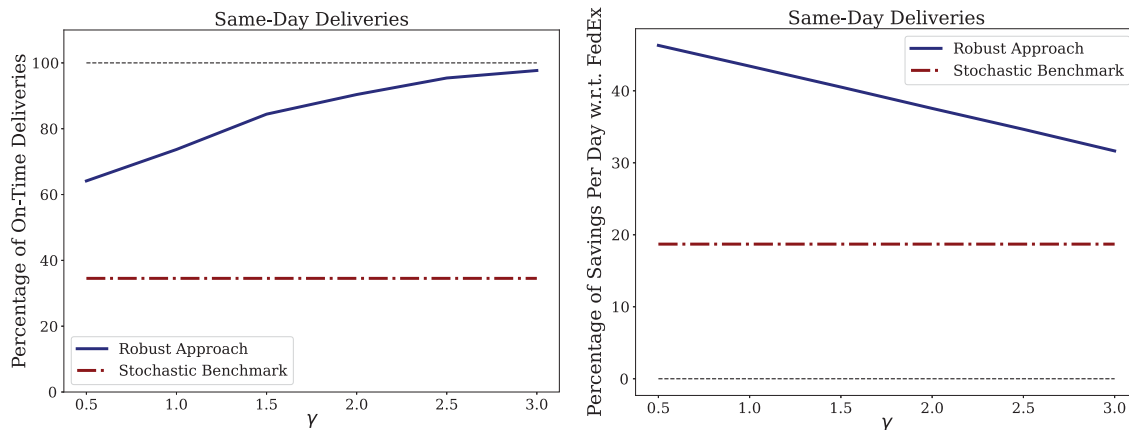 Same-Day Deliveries
Percentage of On-Time Deliveries
100
80
60
40
20
0
Robust Approach
Stochastic Benchmark
0.5 1.0 1.5 2.0 2.5 3.0
γ
Same-Day Deliveries
Percentage of Savings Per Day w.r.t. FedEx
40
30
20
10
0
Robust Approach
Stochastic Benchmark
0.5 1.0 1.5 2.0 2.5 3.0
γ